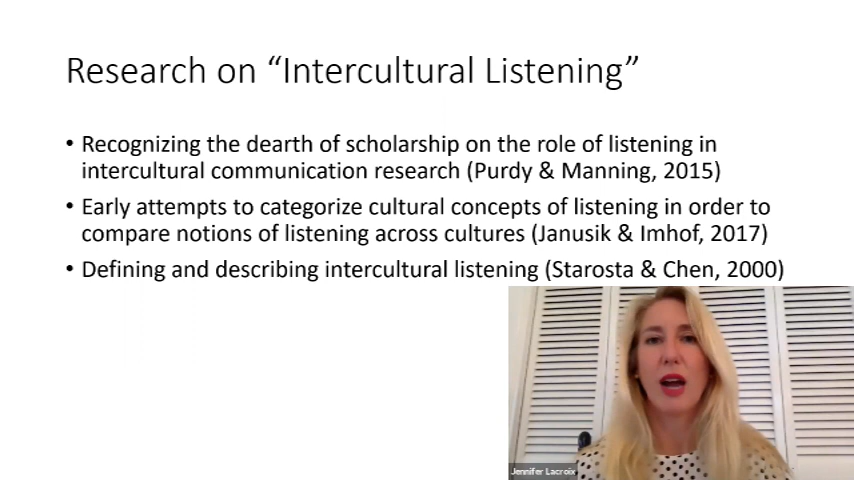 Research on “Intercultural Listening”
• Recognizing the dearth of scholarship on the role of listening in
intercultural communication research (Purdy & Manning, 2015)
• Early attempts to categorize cultural concepts of listening in order to
compare notions of listening across cultures (Janusik & Imhof, 2017)
• Defining and describing intercultural listening (Starosta & Chen, 2000)
Jennifer Lacroix